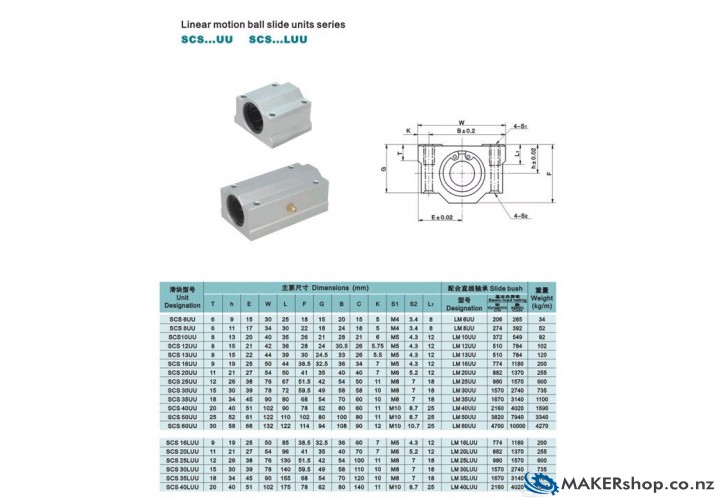 Linear motion ball slide units series
SCS...UU SCS...LUU
W
K B±0.2 4-S1
T L1 h±0.02
G F
E±0.02 4-S2
滑块型号 主要尺寸 Dimensions (mm) 配合直线轴承 Slide bush 重量
Unit Designation T h E W L F G B C K S1 S2 L1 型号 Designation Weight (kg/m)
SCS 6UU 6 9 15 30 25 18 15 20 15 5 M4 3.4 8 LM 6UU 206 265 34
SCS 8UU 6 11 17 34 30 22 18 24 18 5 M4 3.4 8 LM 8UU 274 392 52
SCS10UU 8 13 20 40 35 26 21 28 21 6 M5 4.3 12 LM 10UU 372 549 92
SCS 12UU 8 15 21 42 36 28 24 30.5 26 5.75 M5 4.3 12 LM 12UU 510 784 102
SCS 13UU 8 15 22 44 39 30 24.5 33 26 5.5 M5 4.3 12 LM 13UU 510 784 120
SCS 16UU 9 19 25 50 44 38.5 32.5 36 34 7 M5 4.3 12 LM 16UU 774 1180 200
SCS 20UU 11 21 27 54 50 41 35 40 40 7 M6 5.2 12 LM 20UU 882 1370 255
SCS 25UU 12 26 38 76 67 51.5 42 54 50 11 M8 7 18 LM 25UU 980 1570 600
SCS 30UU 15 30 39 78 72 59.5 49 58 58 10 M8 7 18 LM 30UU 1570 2740 735
SCS 35UU 18 34 45 90 80 68 54 70 60 10 M8 7 18 LM 35UU 1670 3140 1100
SCS 40UU 20 40 51 102 90 78 62 80 60 11 M10 8.7 25 LM 40UU 2160 4020 1590
SCS 50UU 25 52 61 122 110 102 80 100 80 11 M10 8.7 25 LM 50UU 3820 7940 3340
SCS 60UU 30 58 66 132 122 114 94 108 90 12 M10 10.7 25 LM 60UU 4700 10000 4270
SCS 16LUU 9 19 25 50 85 38.5 32.5 36 60 7 M5 4.3 12 LM 16LUU 774 1180 200
SCS 20LUU 11 21 27 54 96 41 35 40 70 7 M6 5.2 12 LM 20LUU 882 1370 255
SCS 25LUU 12 26 38 76 130 51.5 42 54 100 11 M8 7 18 LM 25LUU 980 1570 600
SCS 30LUU 15 30 39 78 140 59.5 49 58 110 10 M8 7 18 LM 30LUU 1570 2740
SCS 35LUU 18 34 45 90 155 68 54 70 120 10 M8 7 18 LM 35LUU 1670 3140
SCS 40LUU 20 40 51 102 175 78 62 80 140 11 M10 8.7 25 LM 40LUU 2160 4020
MAKERshop.co.nz